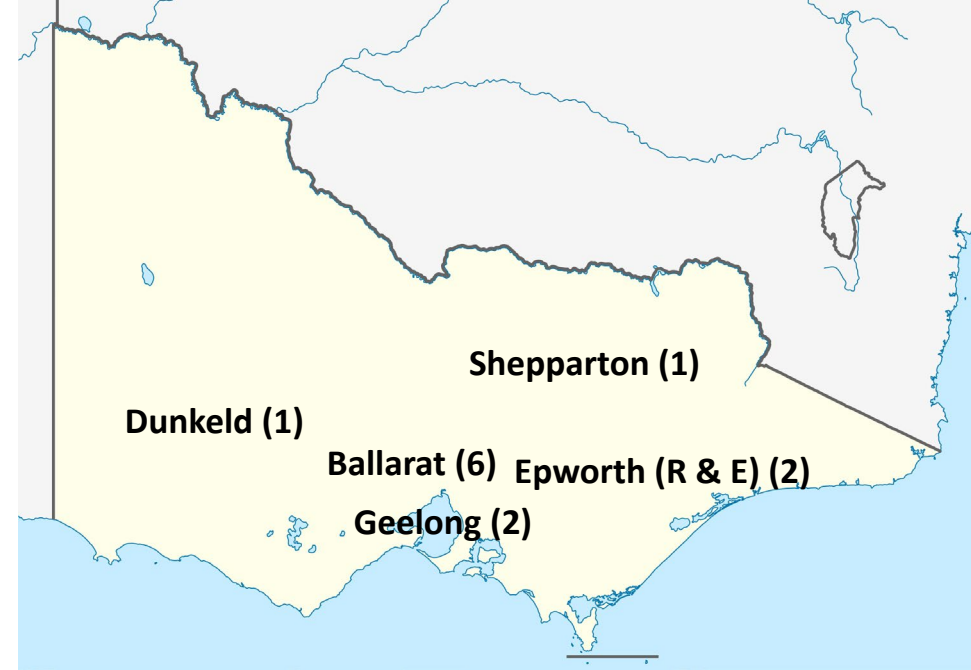 Shepparton (1)
Dunkeld (1)
Ballarat (6)
Epworth (R & E) (2)
Geelong (2)